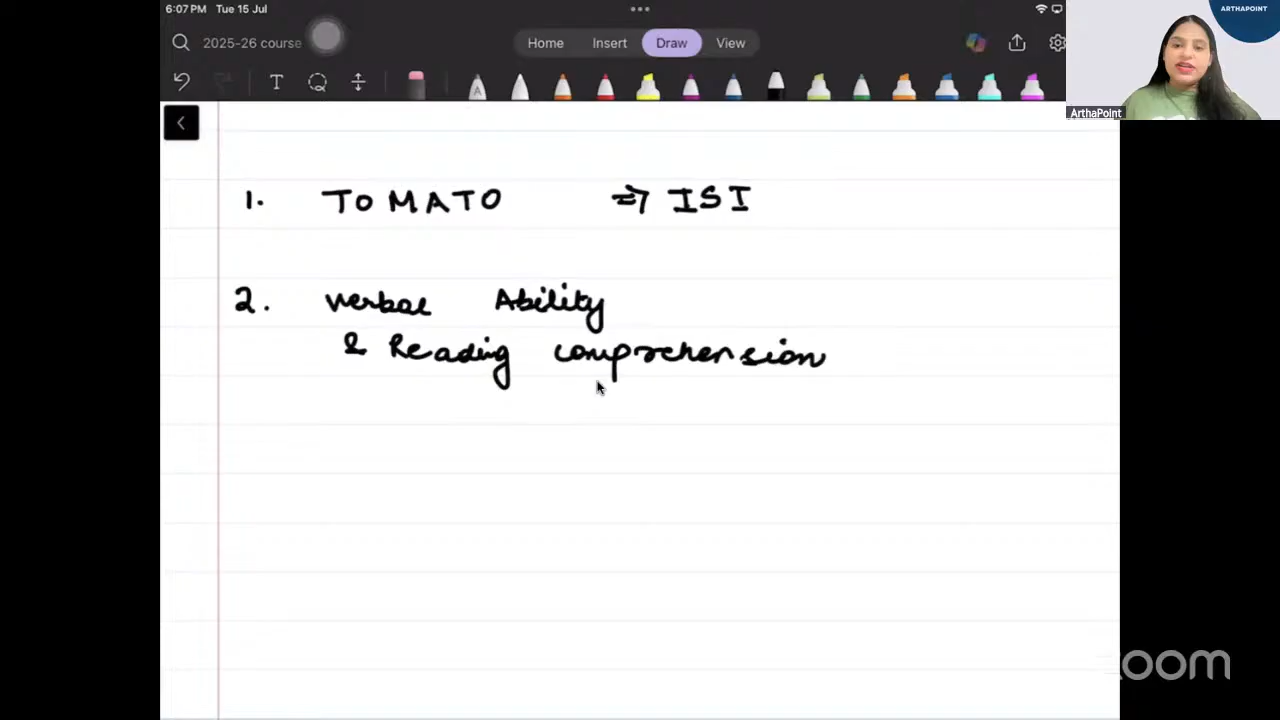 6:07 PM Tue 15 Jul
ARTHAPOINT
2025-26 course
Home Insert Draw View
T
A
ArthaPoint
1. TOMATO ⇒ ISI
2. Verbal Ability
& Reading comprehension
zoom